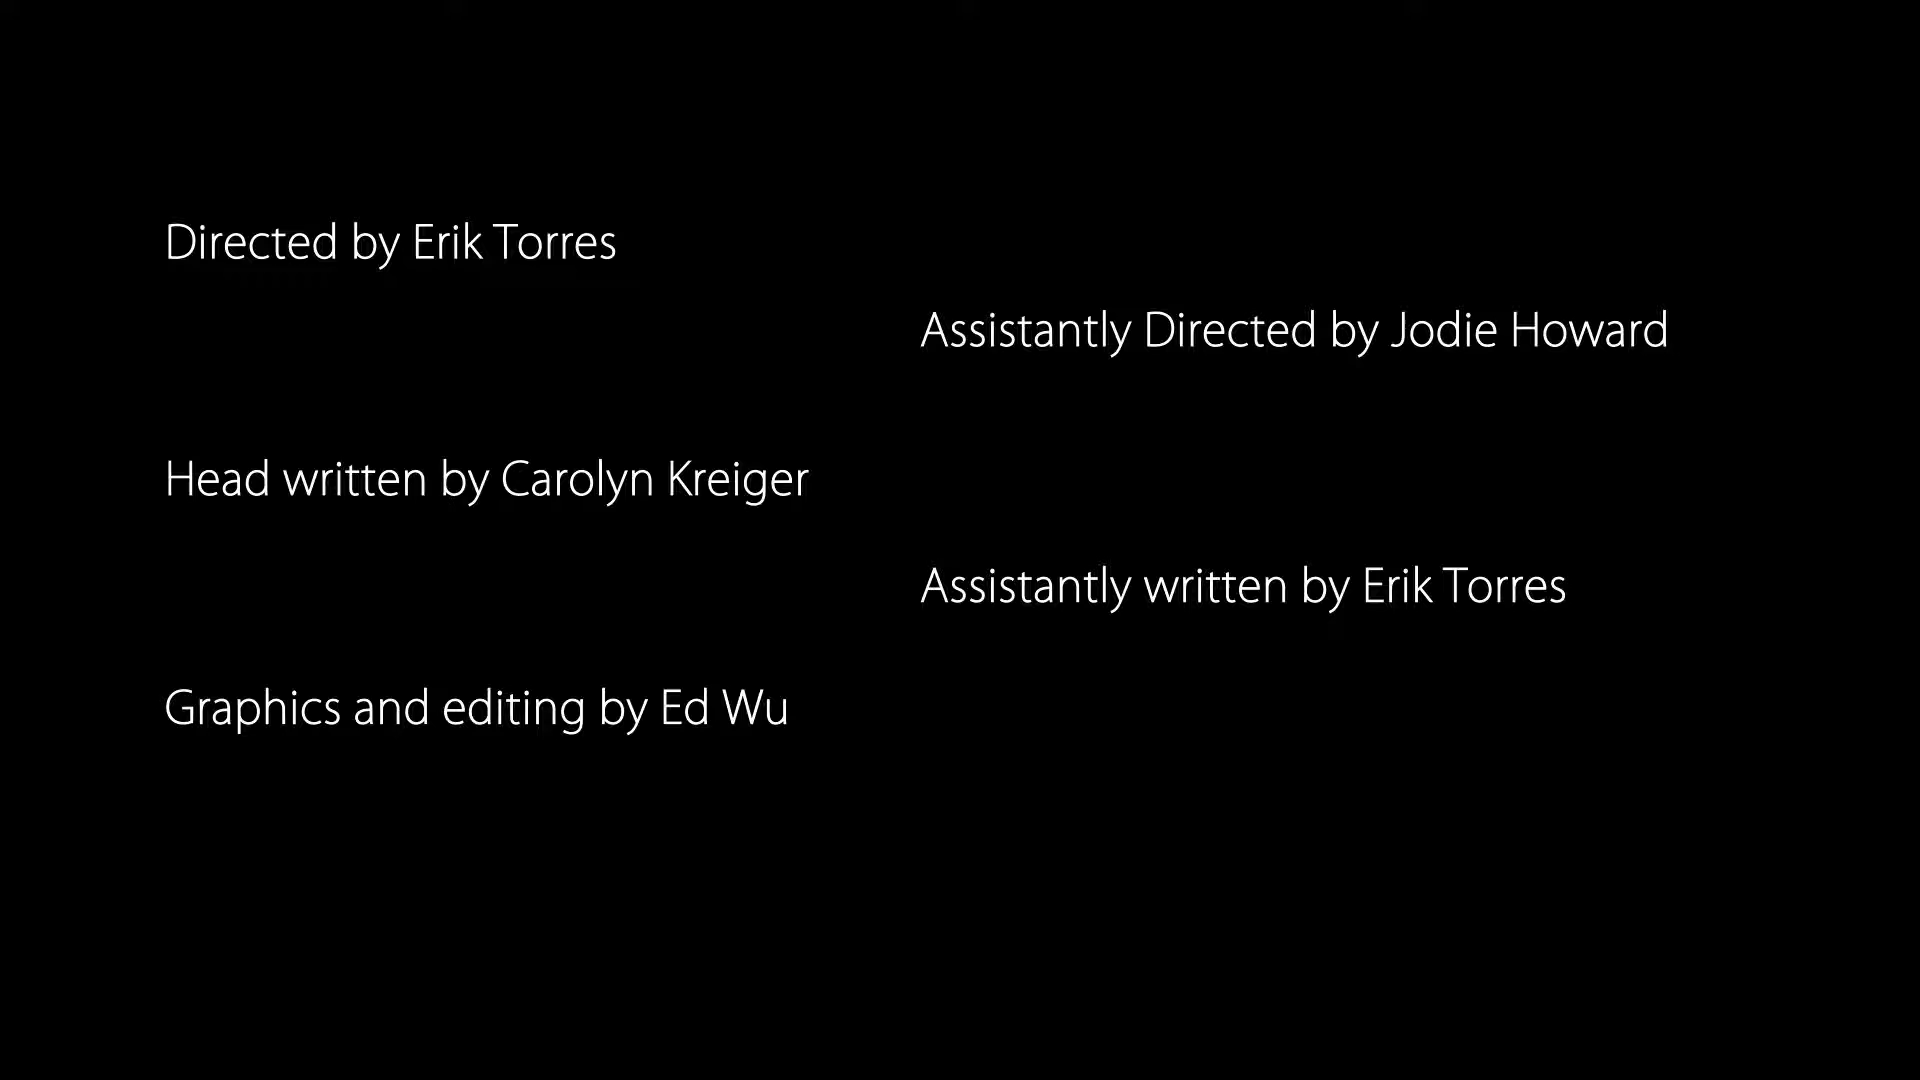 Directed by Erik Torres
Assistantly Directed by Jodie Howard
Head written by Carolyn Kreiger
Assistantly written by Erik Torres
Graphics and editing by Ed Wu